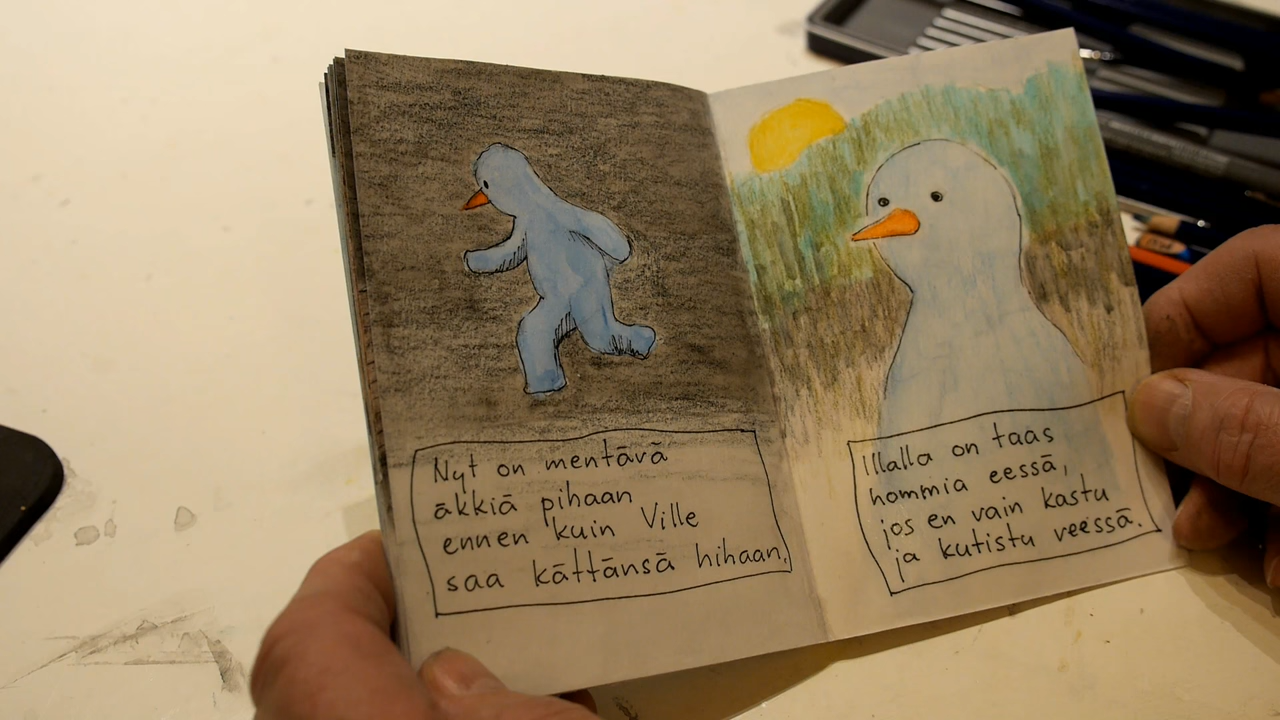 Nyt on mentävä
äkkiä pihaan
ennen kuin Ville
saa kättänsä hihaan.
Illalla on taas
hommia eessä,
jos en vain kastu
ja kutistu veessä.